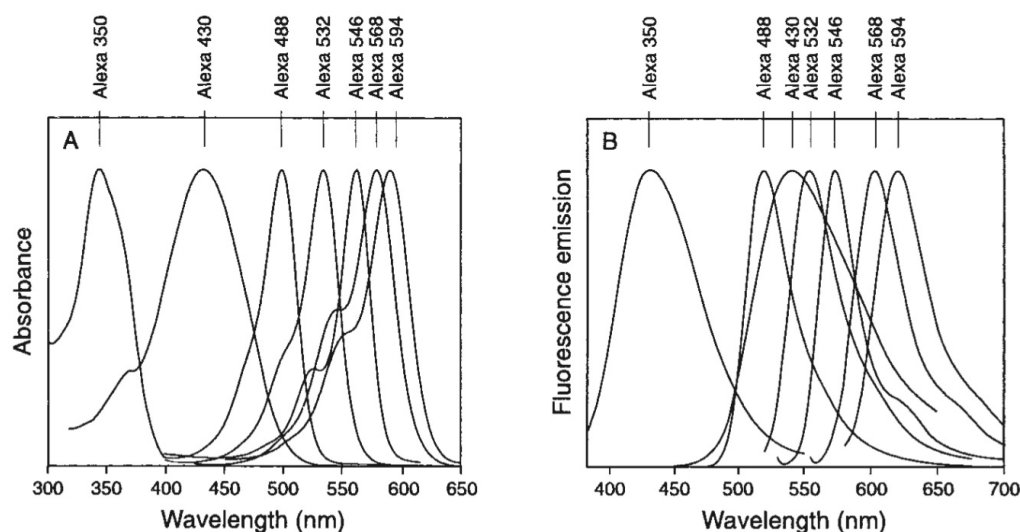 Alexa 350
Alexa 430
Alexa 488
Alexa 532
Alexa 546
Alexa 568
Alexa 594
A
Absorbance
300 350 400 450 500 550 600 650
Wavelength (nm)
Alexa 350
Alexa 488
Alexa 430
Alexa 532
Alexa 546
Alexa 568
Alexa 594
B
Fluorescence emission
400 450 500 550 600 650 700
Wavelength (nm)